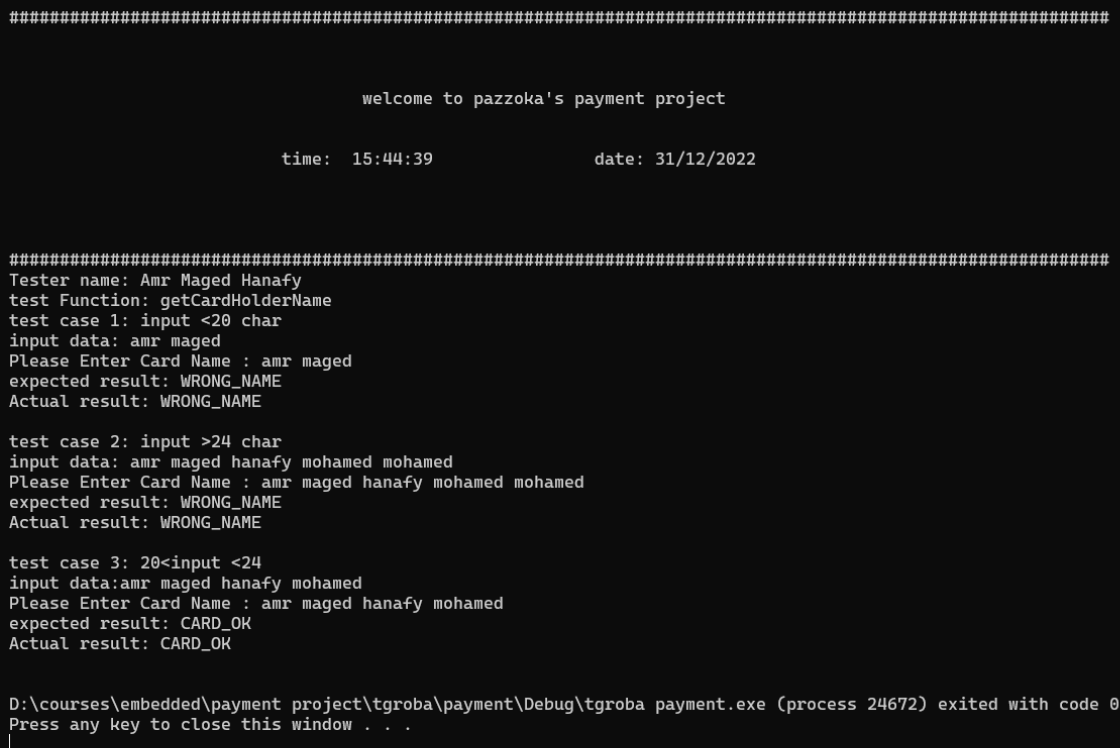 #############################################################################################################
welcome to pazzoka's payment project
time:  15:44:39                date: 31/12/2022
#############################################################################################################
Tester name: Amr Maged Hanafy
test Function: getCardHolderName
test case 1: input <20 char
input data: amr maged
Please Enter Card Name : amr maged
expected result: WRONG_NAME
Actual result: WRONG_NAME
test case 2: input >24 char
input data: amr maged hanafy mohamed mohamed
Please Enter Card Name : amr maged hanafy mohamed mohamed
expected result: WRONG_NAME
Actual result: WRONG_NAME
test case 3: 20<input <24
input data:amr maged hanafy mohamed
Please Enter Card Name : amr maged hanafy mohamed
expected result: CARD_OK
Actual result: CARD_OK
D:\courses\embedded\payment project\tgroba\payment\Debug\tgroba payment.exe (process 24672) exited with code 0
Press any key to close this window . . .